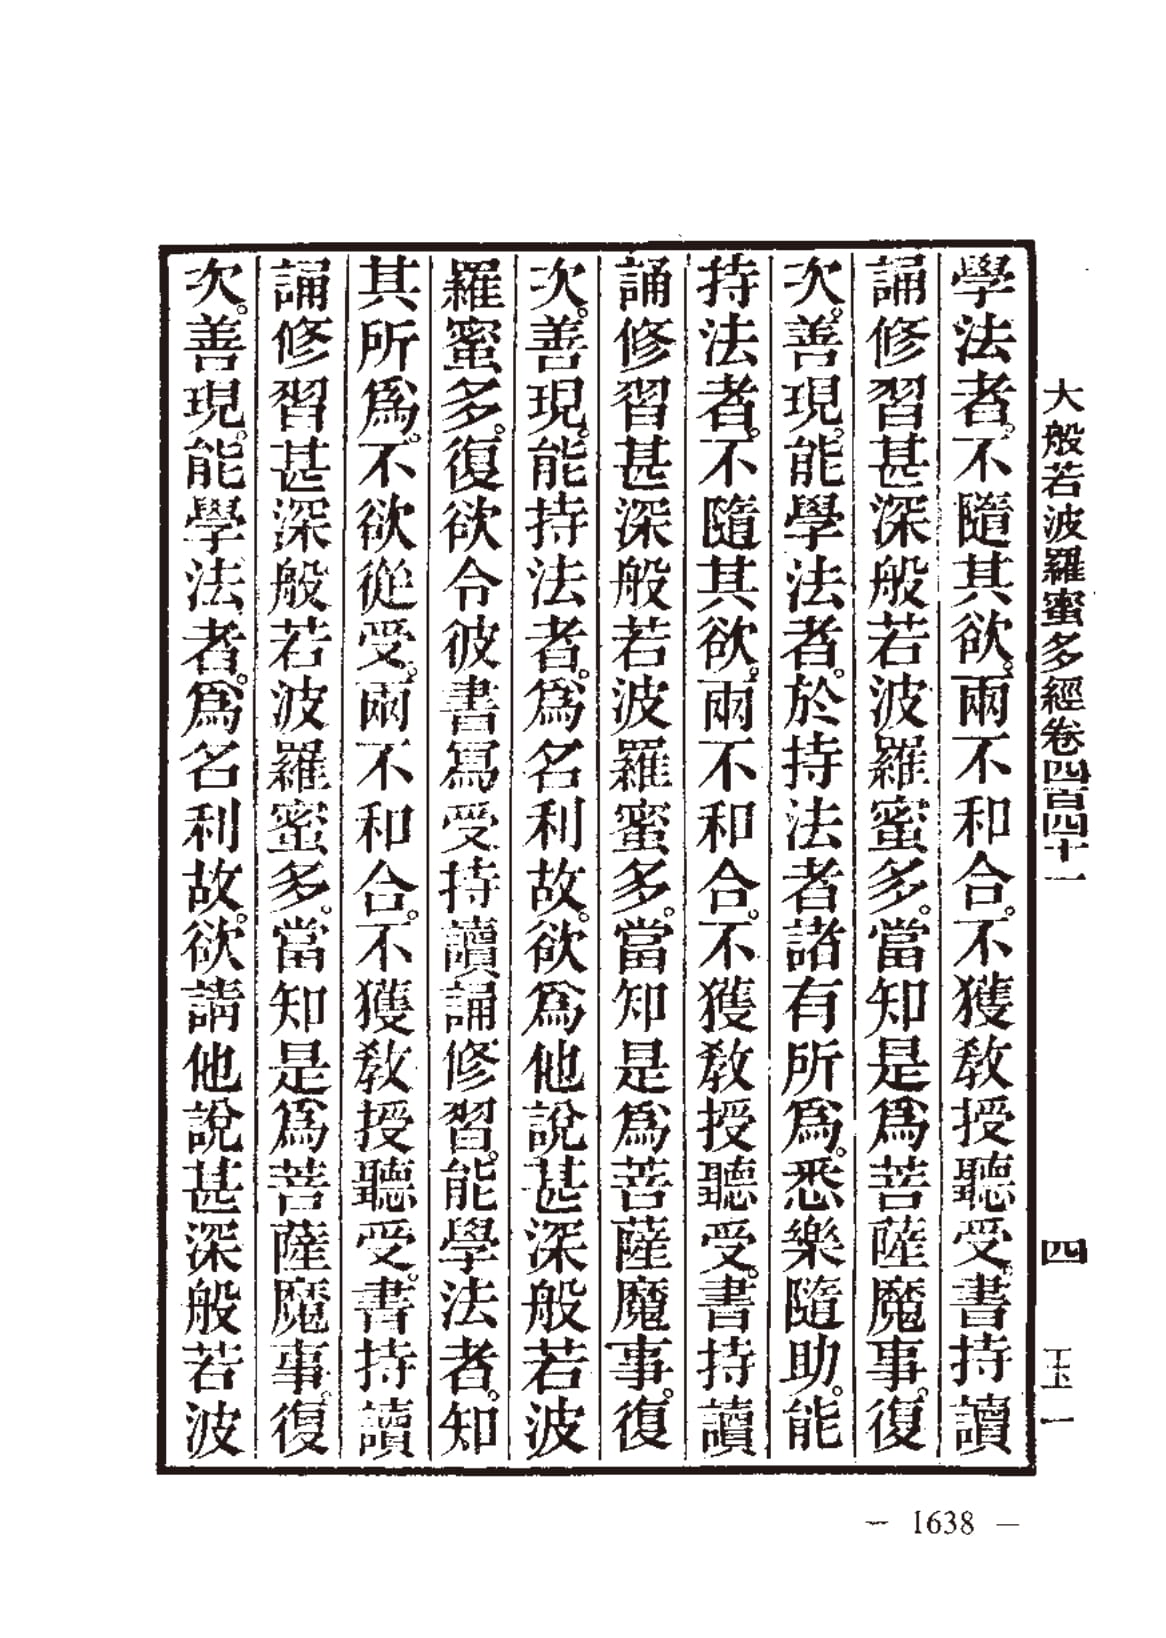 大般若波羅蜜多經卷四百四十一 四 玉一
學法者。不隨其欲。兩不和合。不獲教授聽受。書持讀
誦修習甚深般若波羅蜜多。當知是爲菩薩魔事。復
次。善現。能學法者。於持法者諸有所爲。悉樂隨助。能
持法者。不隨其欲。兩不和合。不獲教授聽受。書持讀
誦修習甚深般若波羅蜜多。當知是爲菩薩魔事。復
次。善現。能持法者。爲名利故。欲爲他說甚深般若波
羅蜜多。復欲令彼書寫受持讀誦修習。能學法者。知
其所爲。不欲從受。兩不和合。不獲教授聽受。書持讀
誦修習甚深般若波羅蜜多。當知是爲菩薩魔事。復
次。善現。能學法者。爲名利故。欲請他說甚深般若波
— 1638 —